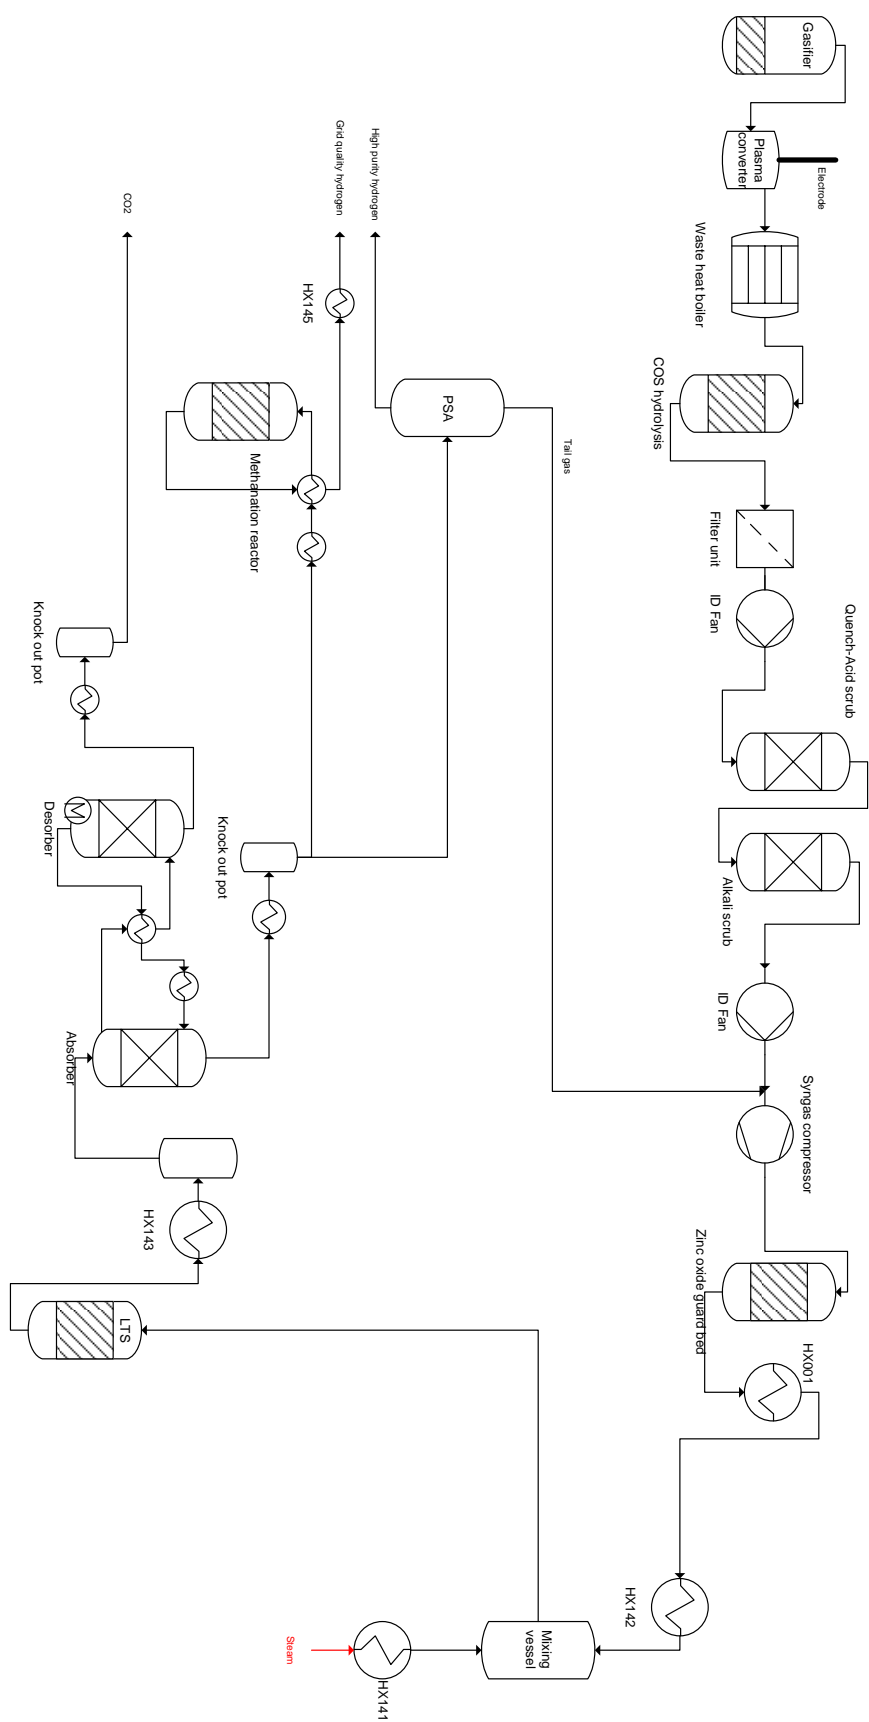 Gasifier
Plasma
converter
Electrode
Waste heat boiler
COS hydrolysis
Filter unit
ID Fan
Quench-Acid scrub
Alkali scrub
ID Fan
Syngas compressor
Zinc oxide guard bed
HX001
HX142
Mixing
vessel
HX141
Steam
LTS
HX143
Absorber
Desorber
M
Knock out pot
CO2
Knock out pot
Methanation reactor
HX145
Grid quality hydrogen
High purity hydrogen
PSA
Tail gas